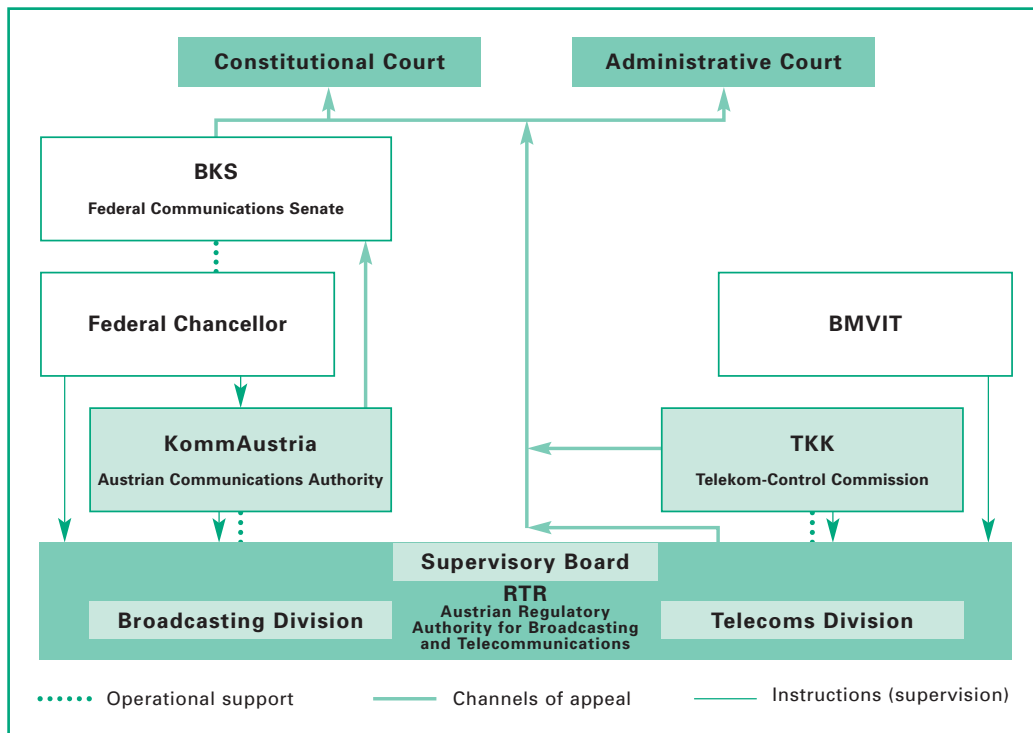 Constitutional Court
Administrative Court
BKS
Federal Communications Senate
Federal Chancellor
BMVIT
KommAustria
Austrian Communications Authority
TKK
Telekom-Control Commission
Supervisory Board
RTR
Austrian Regulatory
Authority for Broadcasting
and Telecommunications
Broadcasting Division
Telecoms Division
Operational support
Channels of appeal
Instructions (supervision)